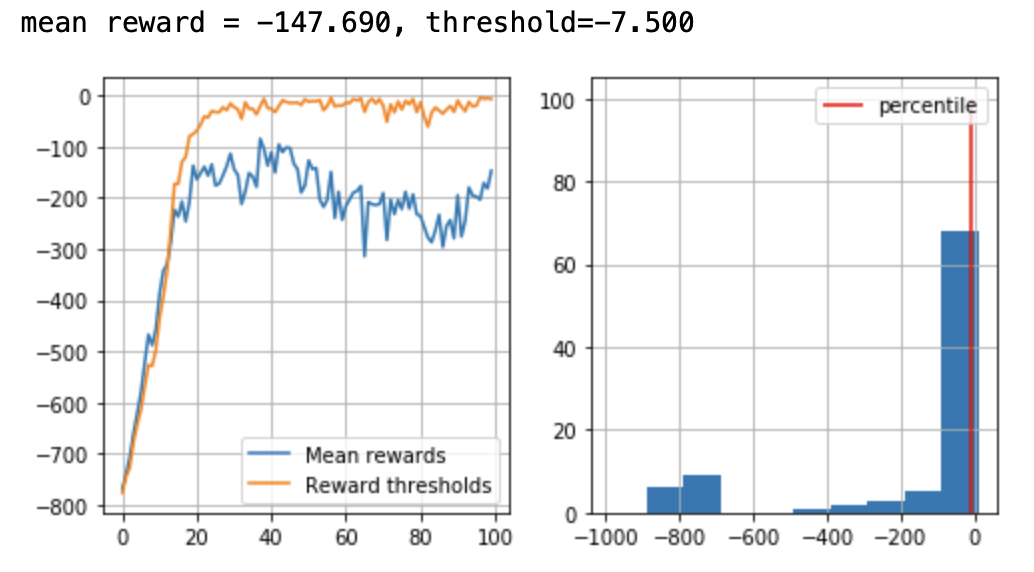 mean reward = -147.690, threshold=-7.500
0
−100
−200
−300
−400
−500
−600
−700
−800
Mean rewards
Reward thresholds
0 20 40 60 80 100
100
80
60
40
20
0
percentile
−1000 −800 −600 −400 −200 0